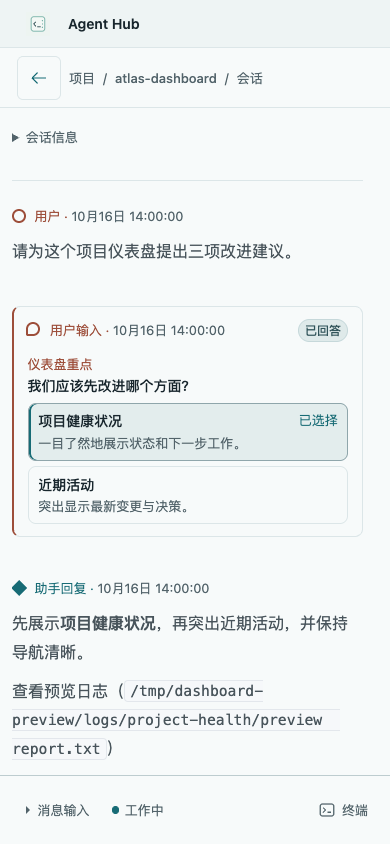 Agent Hub
项目 / atlas-dashboard / 会话
会话信息
用户 · 10月16日 14:00:00
请为这个项目仪表盘提出三项改进建议。
用户输入 · 10月16日 14:00:00
已回答
仪表盘重点
我们应该先改进哪个方面?
项目健康状况
已选择
一目了然地展示状态和下一步工作。
近期活动
突出显示最新变更与决策。
助手回复 · 10月16日 14:00:00
先展示项目健康状况，再突出近期活动，并保持
导航清晰。
查看预览日志（/tmp/dashboard-
preview/logs/project-health/preview
report.txt）
消息输入
工作中
终端